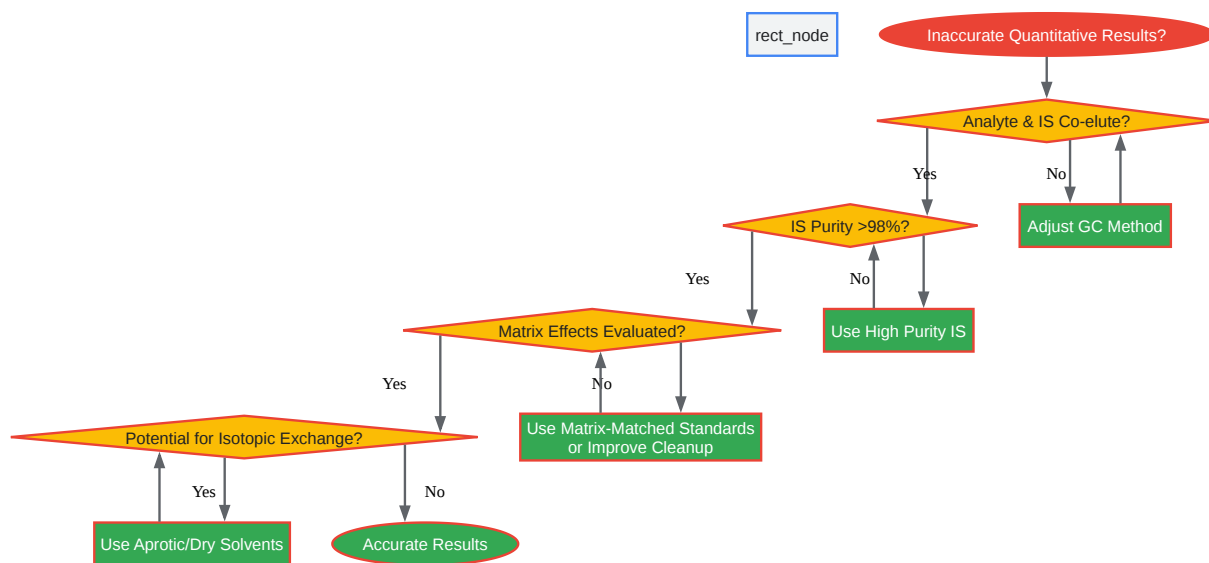 rect_node
Inaccurate Quantitative Results?
Analyte & IS Co-elute?
Yes
No
IS Purity >98%?
Adjust GC Method
Yes
No
Matrix Effects Evaluated?
Use High Purity IS
Yes
No
Potential for Isotopic Exchange?
Use Matrix-Matched Standards
or Improve Cleanup
Yes
No
Use Aprotic/Dry Solvents
Accurate Results